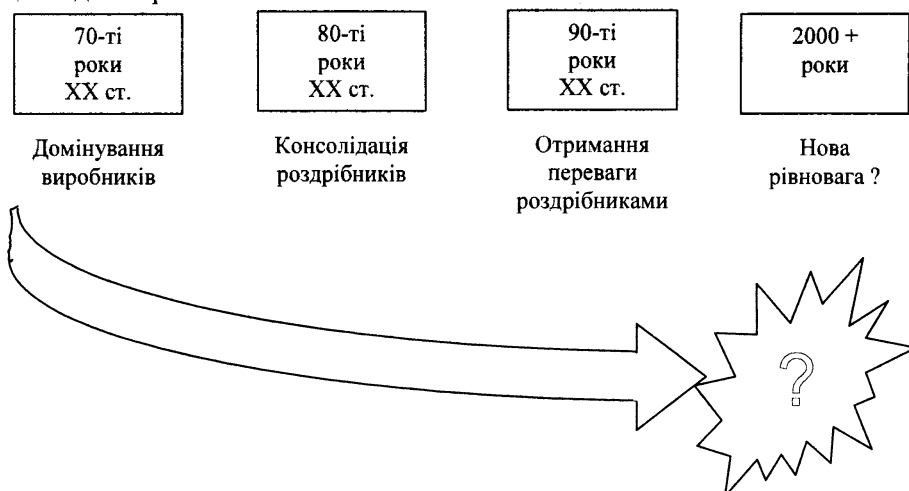 70-ті
роки
XX ст.
80-ті
роки
XX ст.
90-ті
роки
XX ст.
2000 +
роки
Домінування
виробників
Консолідація
роздрібників
Отримання
переваги
роздрібниками
Нова
рівновага ?
?